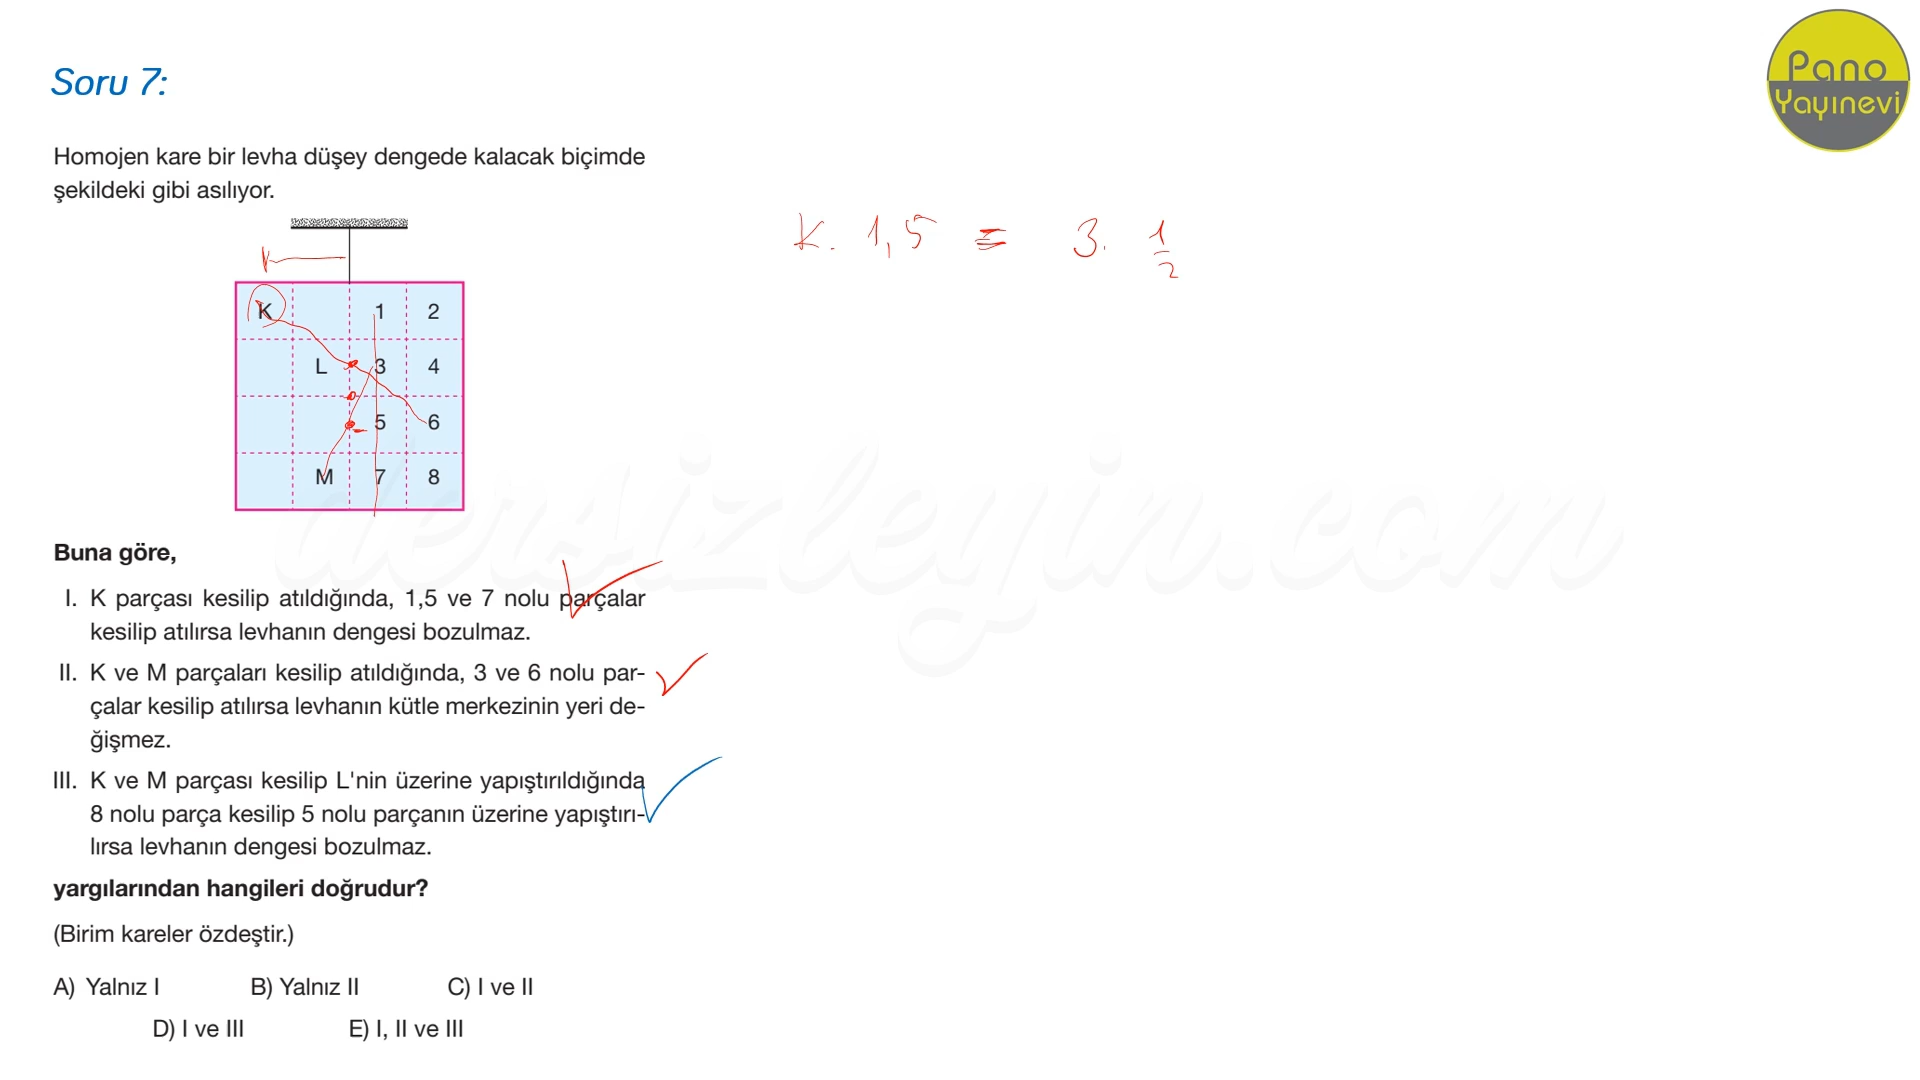 Soru 7:
Pano
Yayınevi
Homojen kare bir levha düşey dengede kalacak biçimde
şekildeki gibi asılıyor.
K. 1,5 = 3. 1/2
K 1 2
L 3 4
5 6
M 7 8
dersizleyin.com
Buna göre,
I. K parçası kesilip atıldığında, 1,5 ve 7 nolu parçalar
kesilip atılırsa levhanın dengesi bozulmaz.
II. K ve M parçaları kesilip atıldığında, 3 ve 6 nolu par-
çalar kesilip atılırsa levhanın kütle merkezinin yeri de-
ğişmez.
III. K ve M parçası kesilip L'nin üzerine yapıştırıldığında
8 nolu parça kesilip 5 nolu parçanın üzerine yapıştırı-
lırsa levhanın dengesi bozulmaz.
yargılarından hangileri doğrudur?
(Birim kareler özdeştir.)
A) Yalnız I B) Yalnız II C) I ve II
D) I ve III E) I, II ve III